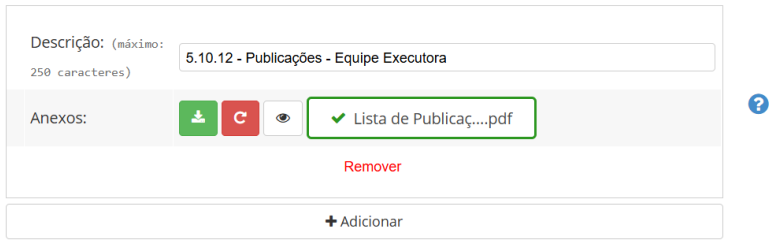 Descrição: (máximo:
250 caracteres)
5.10.12 - Publicações - Equipe Executora
Anexos:
Lista de Publicaç....pdf
Remover
Adicionar